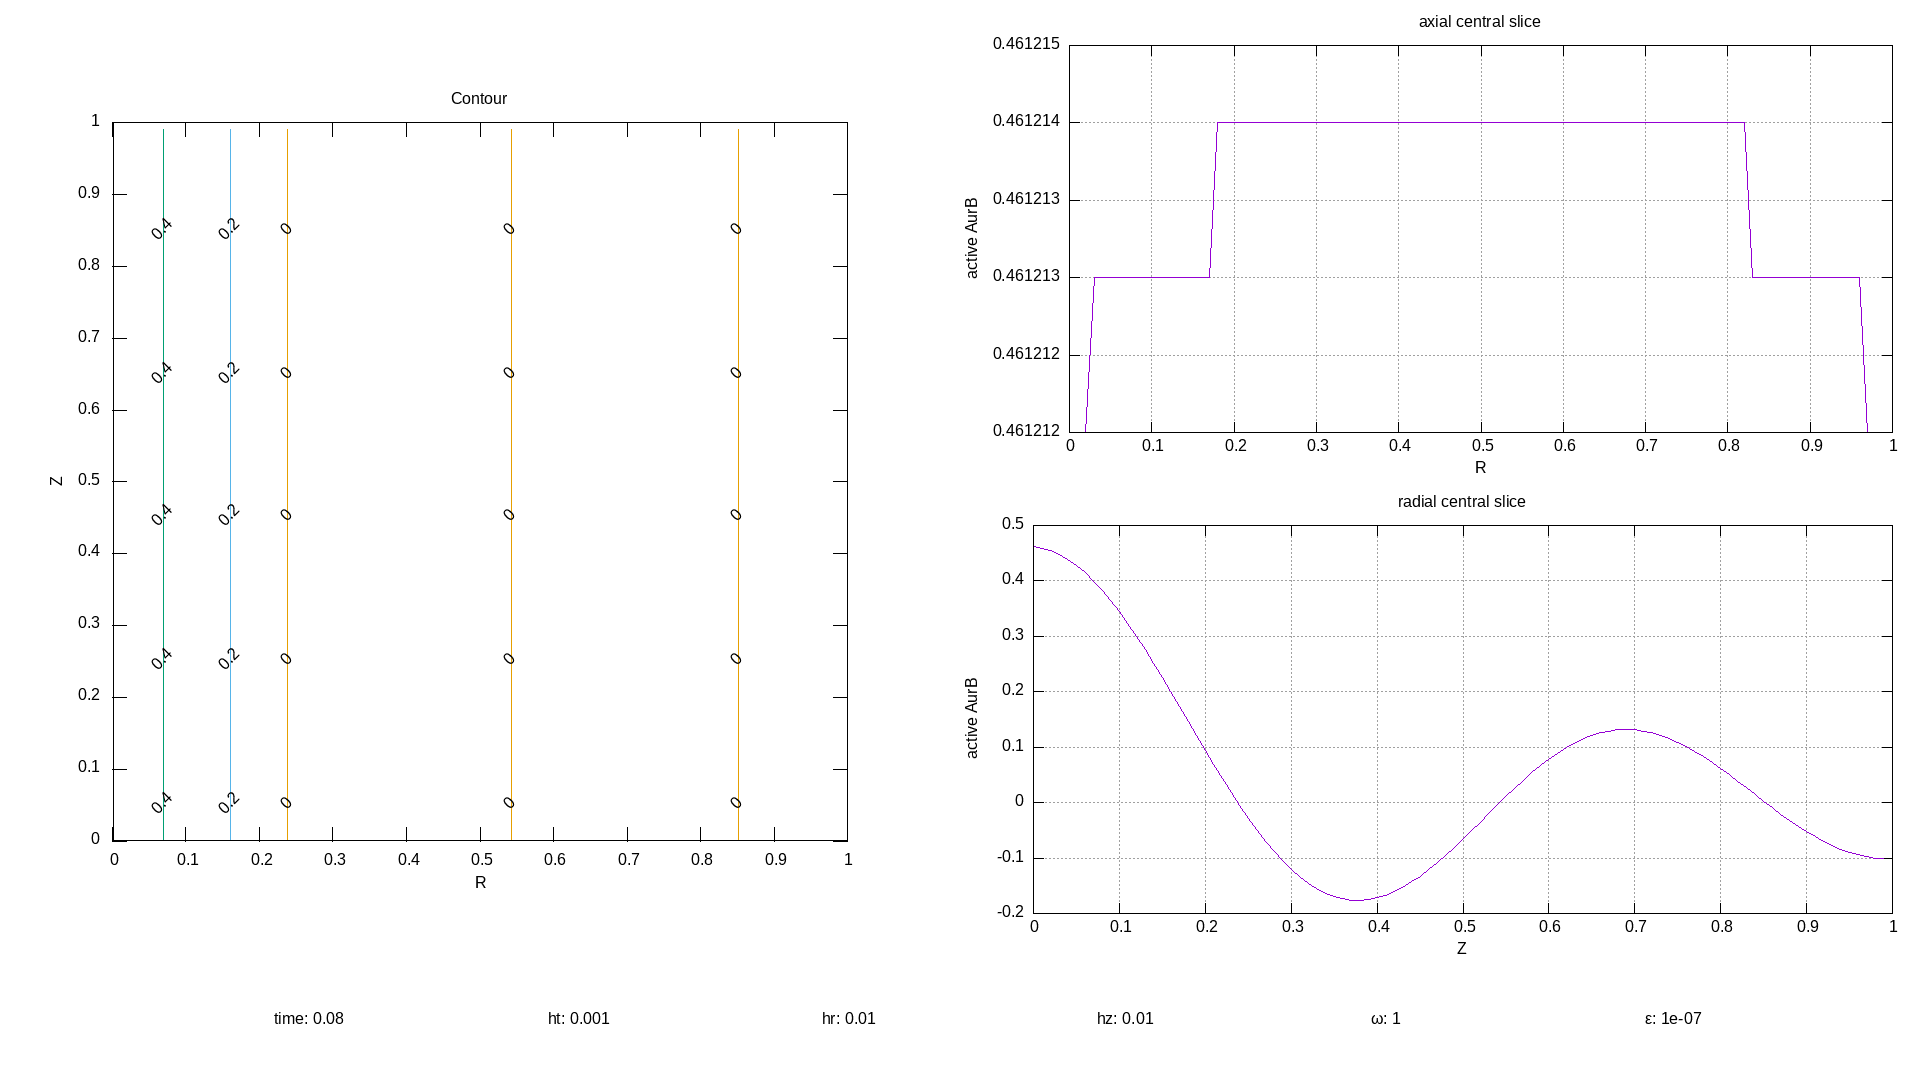 Contour
1
0.9
0.8
0.7
0.6
0.5
0.4
0.3
0.2
0.1
0
Z
0.4 0.2 0 0 0
0.4 0.2 0 0 0
0.4 0.2 0 0 0
0.4 0.2 0 0 0
0.4 0.2 0 0 0
0 0.1 0.2 0.3 0.4 0.5 0.6 0.7 0.8 0.9 1
R
axial central slice
0.461215
0.461214
0.461213
0.461213
0.461212
0.461212
active AurB
0 0.1 0.2 0.3 0.4 0.5 0.6 0.7 0.8 0.9 1
R
radial central slice
0.5
0.4
0.3
0.2
0.1
0
-0.1
-0.2
active AurB
0 0.1 0.2 0.3 0.4 0.5 0.6 0.7 0.8 0.9 1
Z
time: 0.08 ht: 0.001 hr: 0.01 hz: 0.01 ω: 1 ε: 1e-07